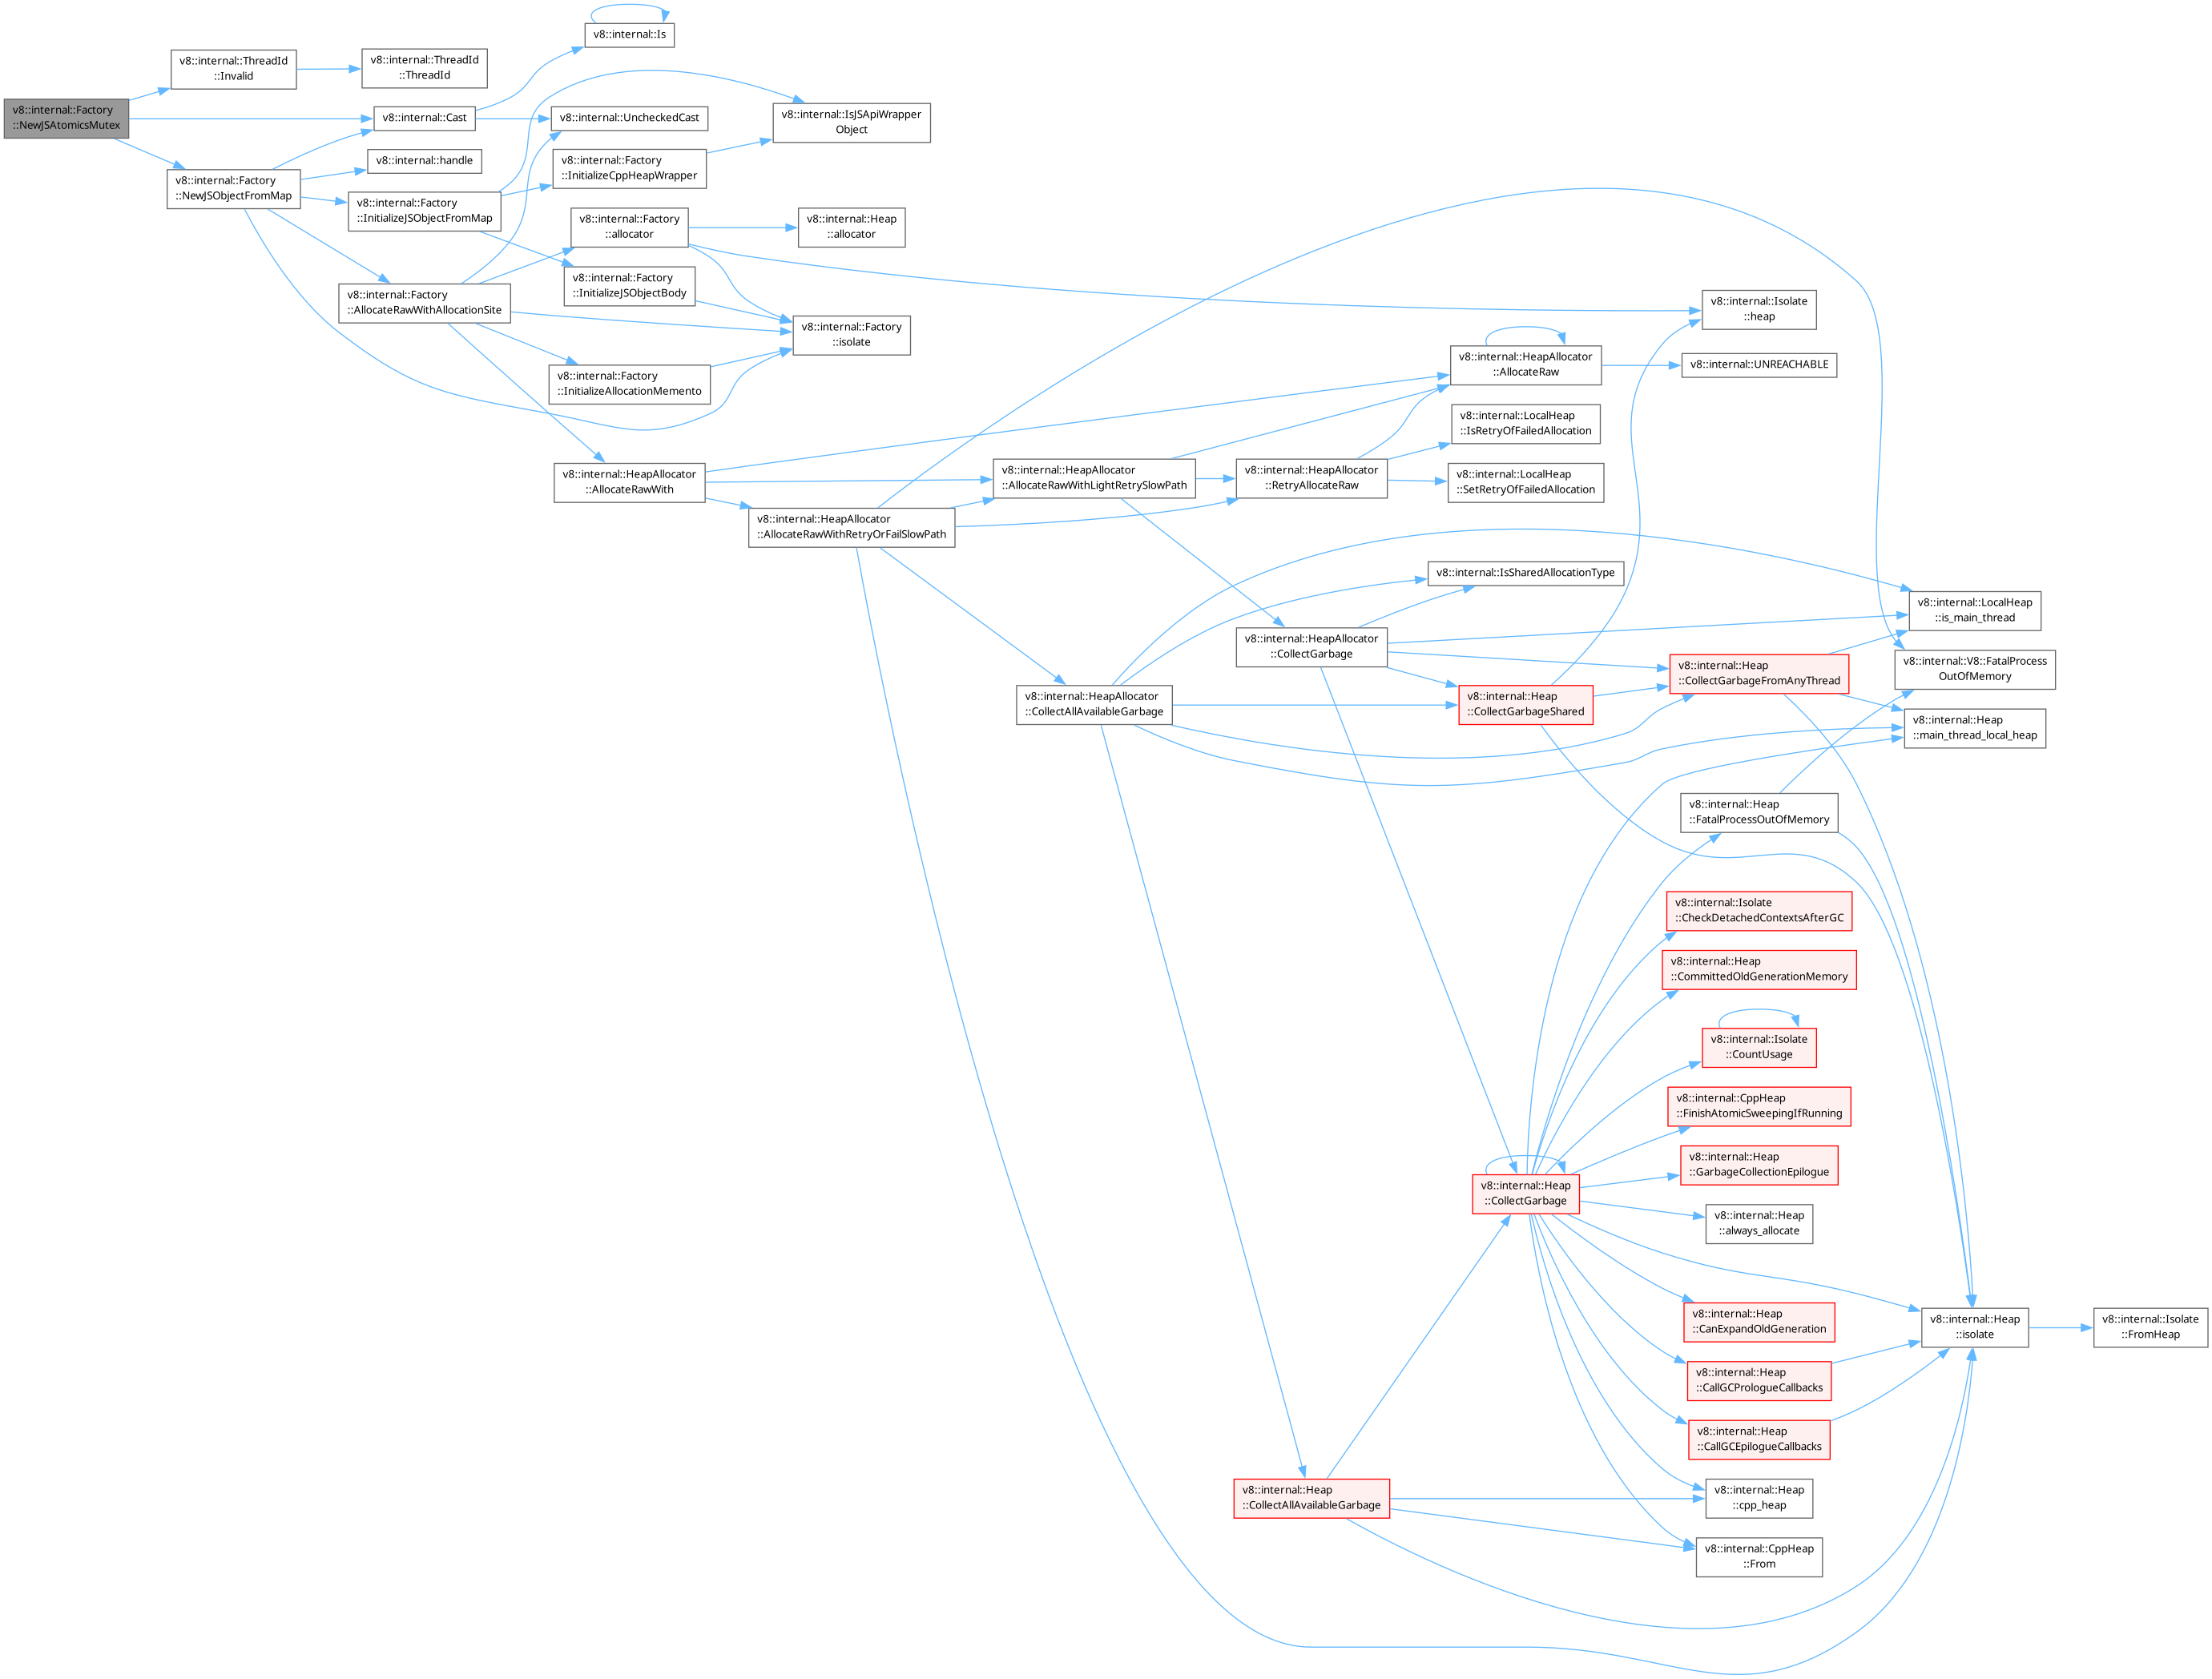 v8::internal::Factory
::NewJSAtomicsMutex
v8::internal::ThreadId
::Invalid
v8::internal::ThreadId
::ThreadId
v8::internal::Cast
v8::internal::Is
v8::internal::UncheckedCast
v8::internal::Factory
::NewJSObjectFromMap
v8::internal::handle
v8::internal::Factory
::InitializeJSObjectFromMap
v8::internal::IsJSApiWrapper
Object
v8::internal::Factory
::InitializeCppHeapWrapper
v8::internal::Factory
::AllocateRawWithAllocationSite
v8::internal::Factory
::allocator
v8::internal::Heap
::allocator
v8::internal::Factory
::InitializeJSObjectBody
v8::internal::Factory
::isolate
v8::internal::Factory
::InitializeAllocationMemento
v8::internal::Isolate
::heap
v8::internal::HeapAllocator
::AllocateRaw
v8::internal::UNREACHABLE
v8::internal::LocalHeap
::IsRetryOfFailedAllocation
v8::internal::HeapAllocator
::AllocateRawWith
v8::internal::HeapAllocator
::AllocateRawWithLightRetrySlowPath
v8::internal::HeapAllocator
::RetryAllocateRaw
v8::internal::LocalHeap
::SetRetryOfFailedAllocation
v8::internal::HeapAllocator
::AllocateRawWithRetryOrFailSlowPath
v8::internal::IsSharedAllocationType
v8::internal::LocalHeap
::is_main_thread
v8::internal::HeapAllocator
::CollectGarbage
v8::internal::Heap
::CollectGarbageFromAnyThread
v8::internal::V8::FatalProcess
OutOfMemory
v8::internal::HeapAllocator
::CollectAllAvailableGarbage
v8::internal::Heap
::CollectGarbageShared
v8::internal::Heap
::main_thread_local_heap
v8::internal::Heap
::FatalProcessOutOfMemory
v8::internal::Isolate
::CheckDetachedContextsAfterGC
v8::internal::Heap
::CommittedOldGenerationMemory
v8::internal::Isolate
::CountUsage
v8::internal::CppHeap
::FinishAtomicSweepingIfRunning
v8::internal::Heap
::GarbageCollectionEpilogue
v8::internal::Heap
::CollectGarbage
v8::internal::Heap
::always_allocate
v8::internal::Heap
::CanExpandOldGeneration
v8::internal::Heap
::isolate
v8::internal::Isolate
::FromHeap
v8::internal::Heap
::CallGCPrologueCallbacks
v8::internal::Heap
::CallGCEpilogueCallbacks
v8::internal::Heap
::CollectAllAvailableGarbage
v8::internal::Heap
::cpp_heap
v8::internal::CppHeap
::From